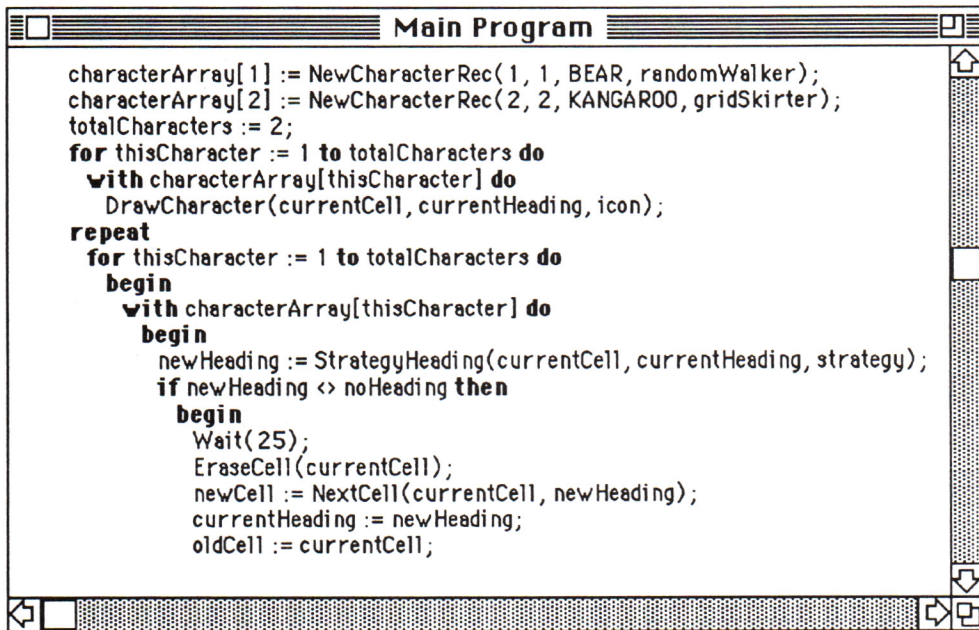 Main Program
characterArray[1] := NewCharacterRec(1, 1, BEAR, randomWalker);
characterArray[2] := NewCharacterRec(2, 2, KANGAROO, gridSkirter);
totalCharacters := 2;
for thisCharacter := 1 to totalCharacters do
with characterArray[thisCharacter] do
DrawCharacter(currentCell, currentHeading, icon);
repeat
for thisCharacter := 1 to totalCharacters do
begin
with characterArray[thisCharacter] do
begin
newHeading := StrategyHeading(currentCell, currentHeading, strategy);
if newHeading <> noHeading then
begin
Wait(25);
EraseCell(currentCell);
newCell := NextCell(currentCell, newHeading);
currentHeading := newHeading;
oldCell := currentCell;